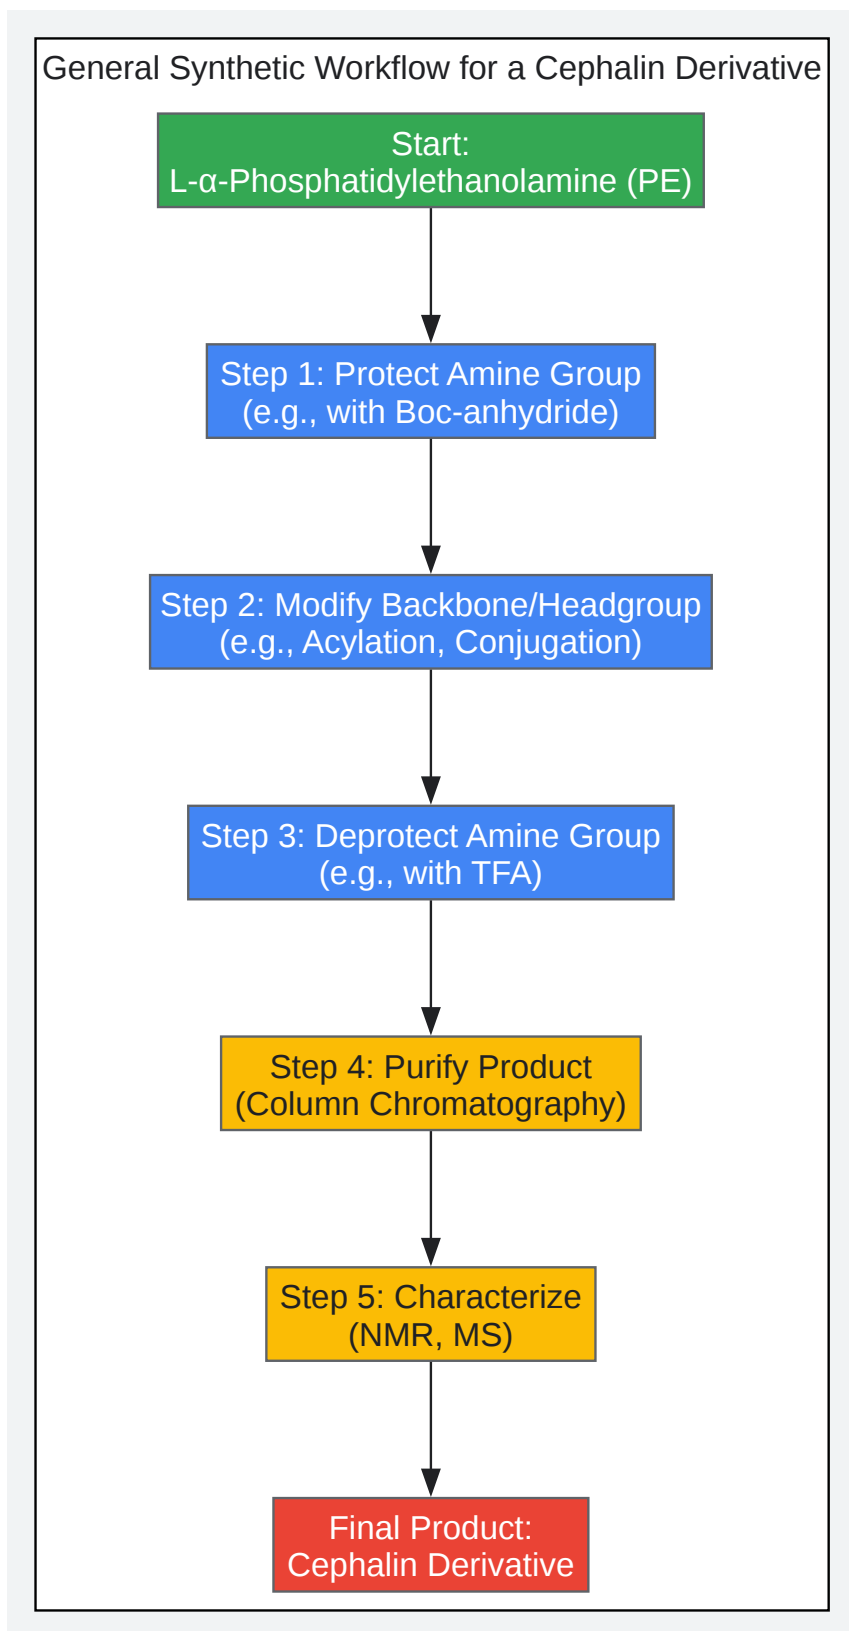 General Synthetic Workflow for a Cephalin Derivative
Start:
L-α-Phosphatidylethanolamine (PE)
Step 1: Protect Amine Group
(e.g., with Boc-anhydride)
Step 2: Modify Backbone/Headgroup
(e.g., Acylation, Conjugation)
Step 3: Deprotect Amine Group
(e.g., with TFA)
Step 4: Purify Product
(Column Chromatography)
Step 5: Characterize
(NMR, MS)
Final Product:
Cephalin Derivative